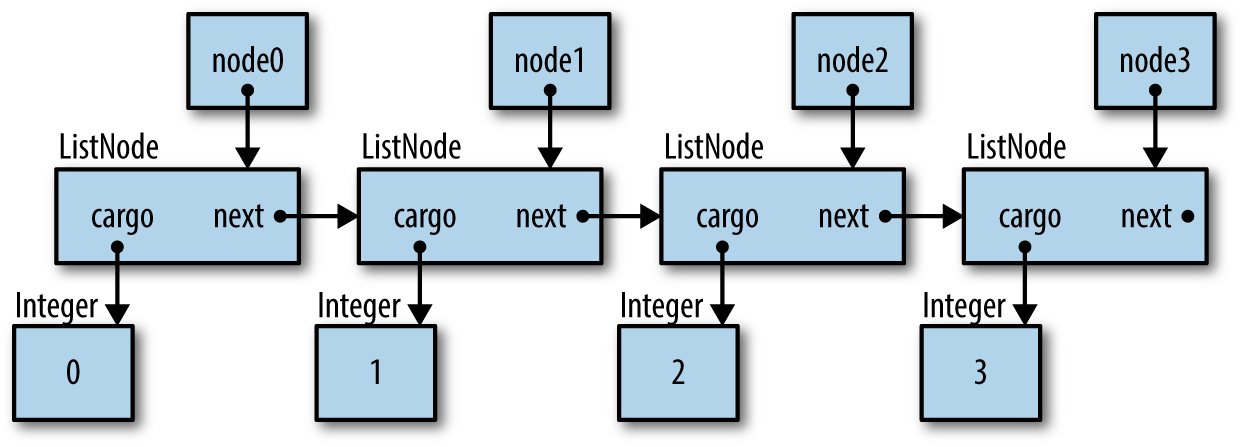 node0 node1 node2 node3
ListNode ListNode ListNode ListNode
cargo next cargo next cargo next cargo next
Integer Integer Integer Integer
0 1 2 3